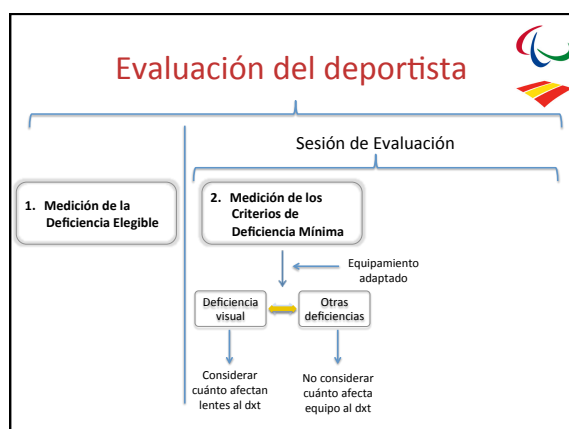 Evaluación del deportista
Sesión de Evaluación
1. Medición de la
Deficiencia Elegible
2. Medición de los
Criterios de
Deficiencia Mínima
Equipamiento
adaptado
Deficiencia
visual
Otras
deficiencias
Considerar
cuánto afectan
lentes al dxt
No considerar
cuánto afecta
equipo al dxt